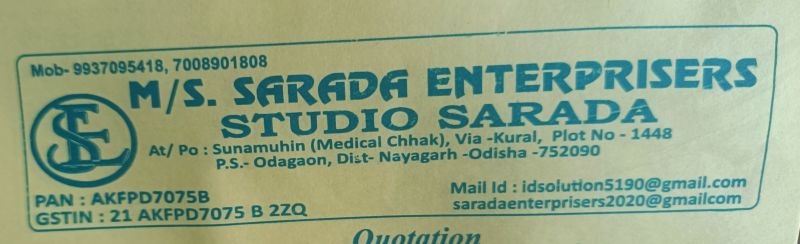 Mob- 9937095418, 7008901808
M/S. SARADA ENTERPRISERS
STUDIO SARADA
At/ Po : Sunamuhin (Medical Chhak), Via -Kural, Plot No - 1448
P.S.- Odagaon, Dist- Nayagarh -Odisha -752090
SE
PAN : AKFPD7075B
GSTIN : 21 AKFPD7075 B 2ZQ
Mail Id : idsolution5190@gmail.com
saradaenterprisers2020@gmailcom
Quotation